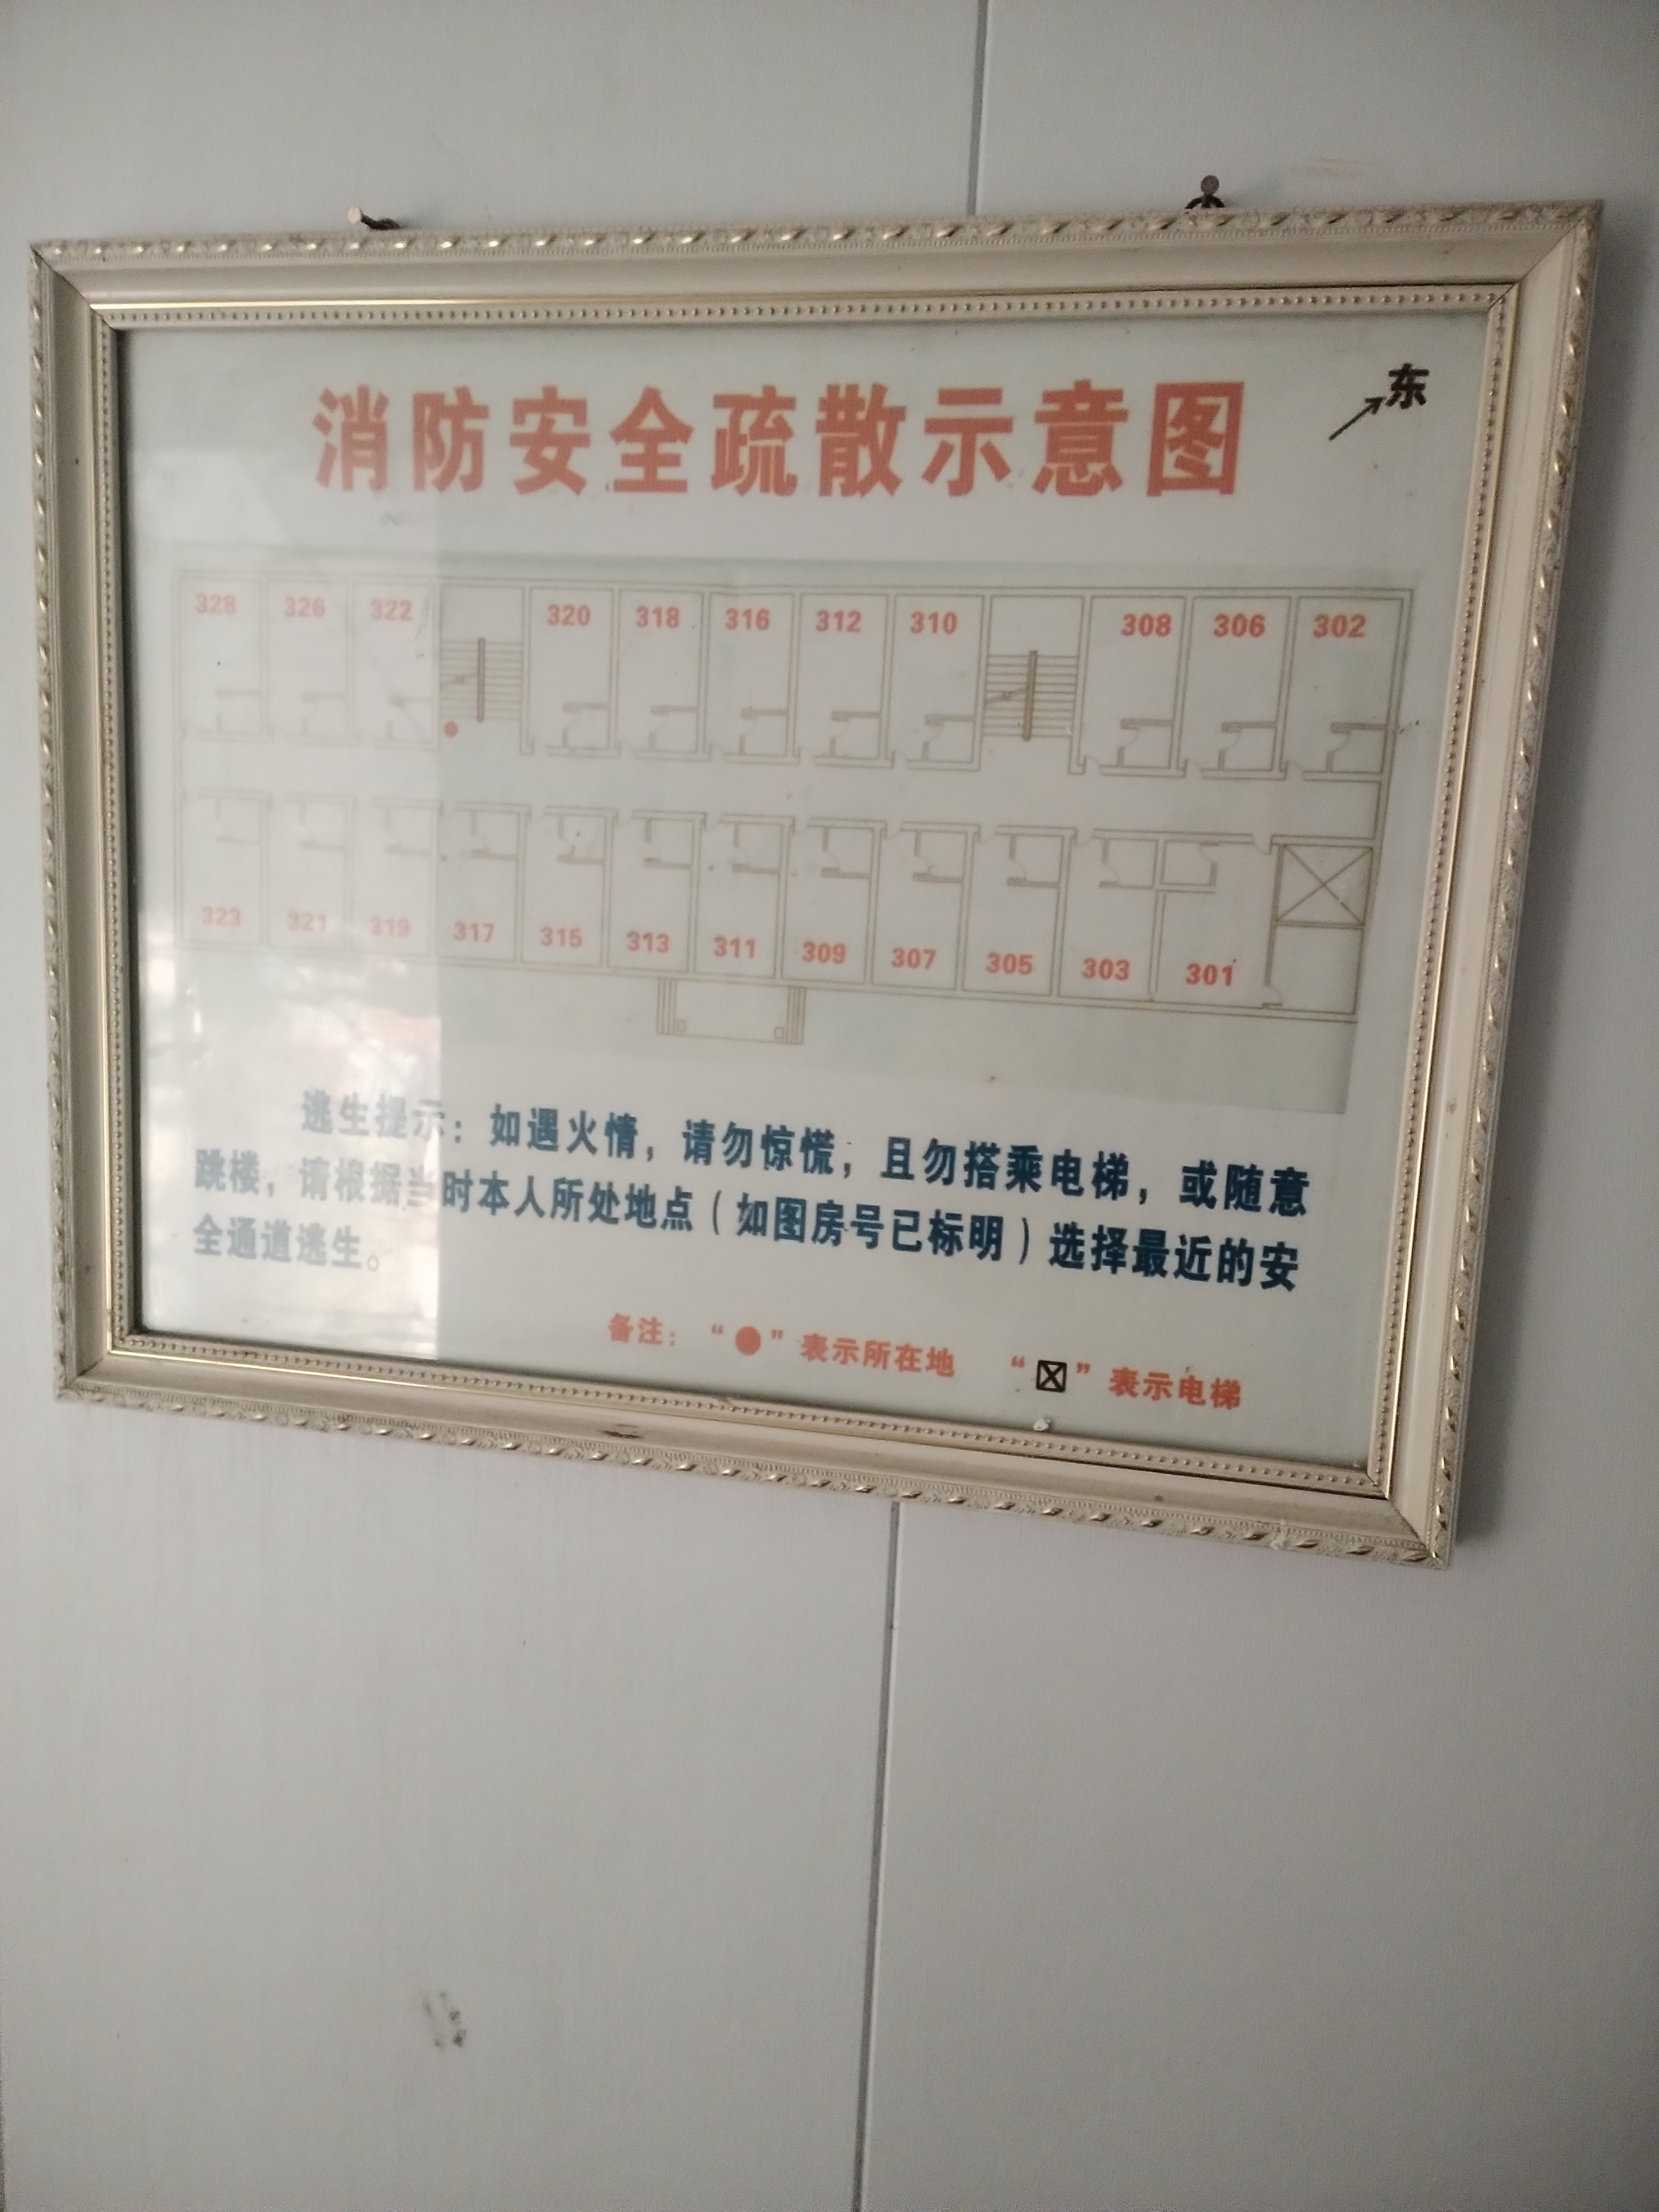 消防安全疏散示意图
东
328 326 322 320 318 316 312 310 308 306 302
323 321 319 317 315 313 311 309 307 305 303 301
逃生提示：如遇火情，请勿惊慌，且勿搭乘电梯，或随意
跳楼，请根据当时本人所处地点（如图房号已标明）选择最近的安
全通道逃生。
备注：“●”表示所在地 “☒”表示电梯